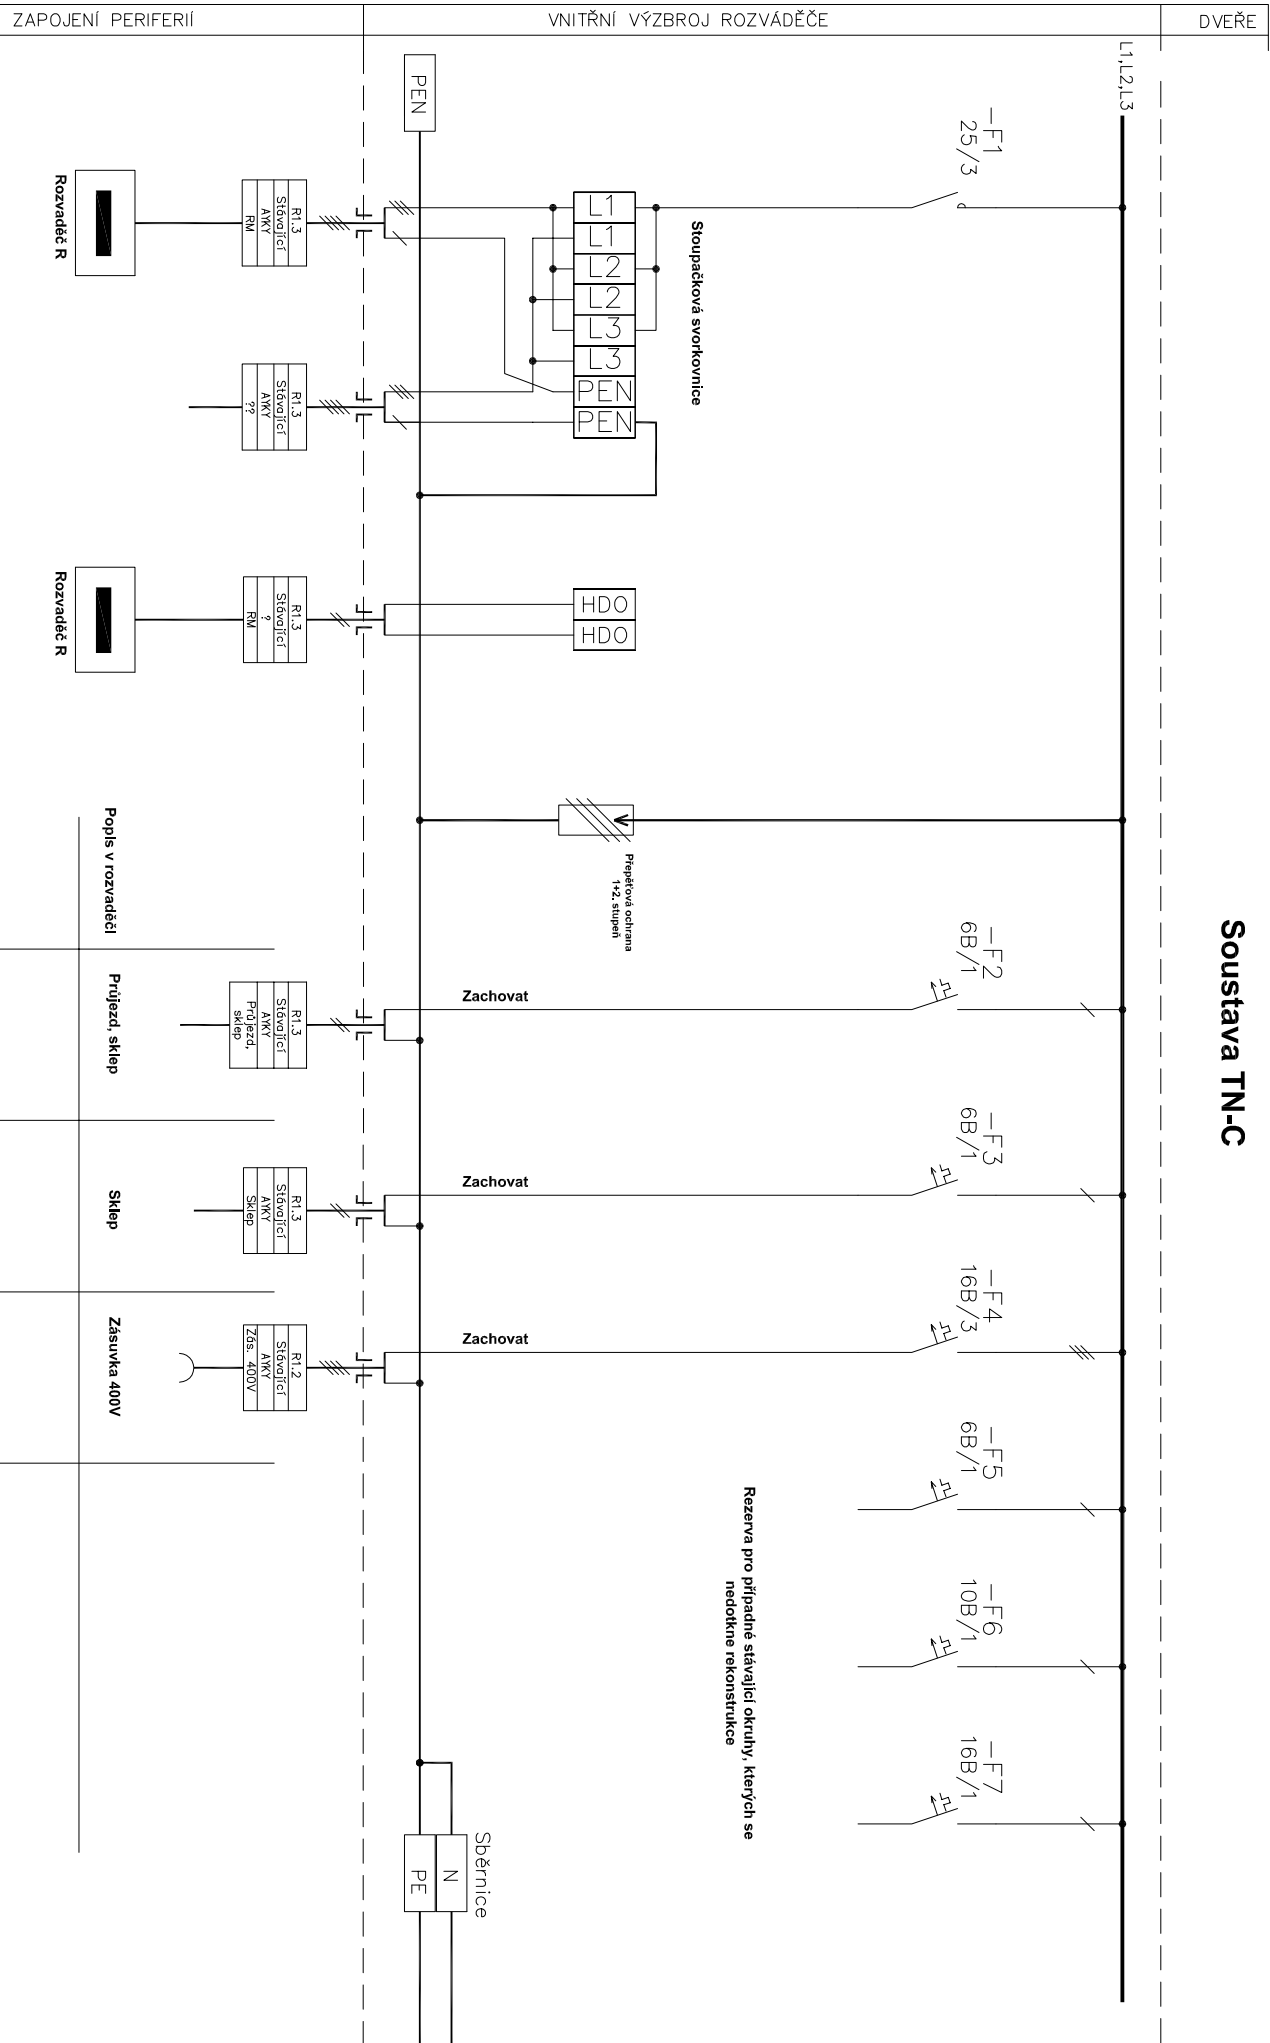 ZAPOJENÍ PERIFERIÍ
VNITŘNÍ VÝZBROJ ROZVÁDĚČE
DVEŘE
Soustava TN-C
L1,L2,L3
-F1
25/3
-F2
6B/1
-F3
6B/1
-F4
16B/3
-F5
6B/1
-F6
10B/1
-F7
16B/1
Rezerva pro případné stávající okruhy, kterých se
nedotkne rekonstrukce
Stoupačková svorkovnice
L1
L1
L2
L2
L3
L3
PEN
PEN
HDO
HDO
Přepěťová ochrana
1+2. stupeň
Zachovat
Zachovat
Zachovat
PEN
Sběrnice
N
PE
R1.3
Stávající
AYKY
RM
R1.3
Stávající
AYKY
??
R1.3
Stávající
?
RM
R1.3
Stávající
AYKY
Průjezd,
sklep
R1.3
Stávající
AYKY
Sklep
R1.2
Stávající
AYKY
Zás. 400V
Rozvaděč R
Rozvaděč R
Popis v rozvaděči
Průjezd, sklep
Sklep
Zásuvka 400V